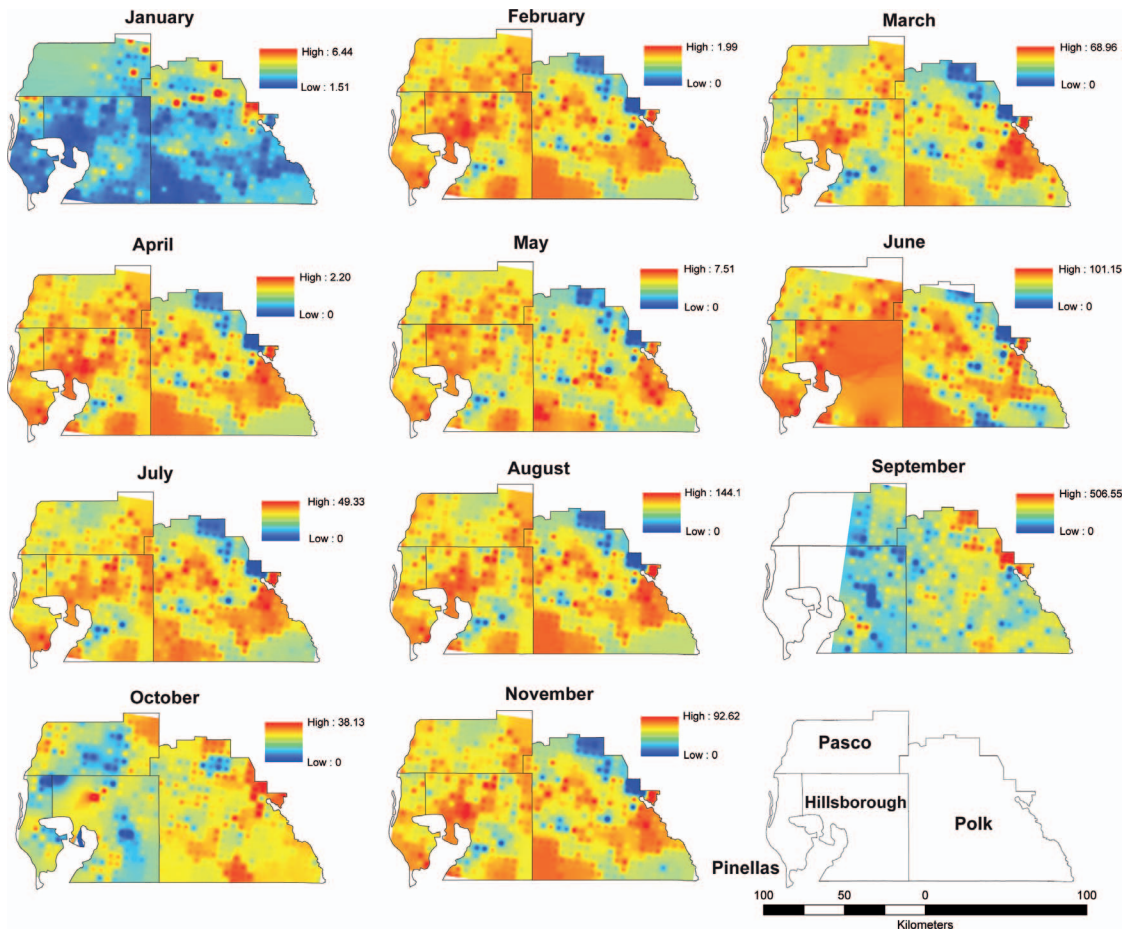 January
High : 6.44
Low : 1.51
February
High : 1.99
Low : 0
March
High : 68.96
Low : 0
April
High : 2.20
Low : 0
May
High : 7.51
Low : 0
June
High : 101.15
Low : 0
July
High : 49.33
Low : 0
August
High : 144.1
Low : 0
September
High : 506.55
Low : 0
October
High : 38.13
Low : 0
November
High : 92.62
Low : 0
Pasco
Hillsborough
Polk
Pinellas
100 50 0 100
Kilometers